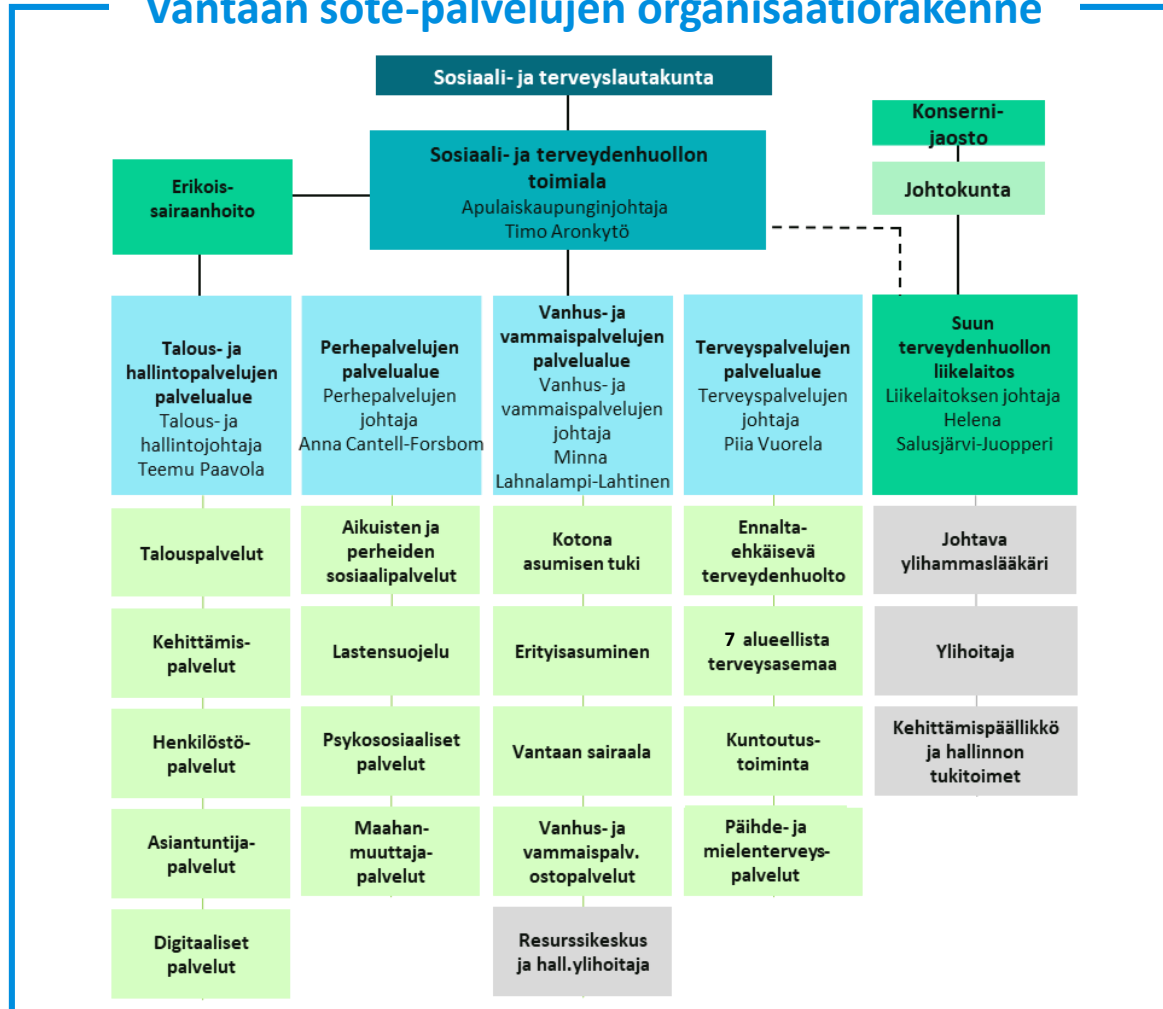 Vantaan sote-palvelujen organisaatiorakenne
Sosiaali- ja terveyslautakunta
Konserni-
jaosto
Sosiaali- ja terveydenhuollon
toimiala
Apulaiskaupunginjohtaja
Timo Aronkytö
Erikois-
sairaanhoito
Johtokunta
Talous- ja
hallintopalvelujen
palvelualue
Talous- ja
hallintojohtaja
Teemu Paavola
Perhepalvelujen
palvelualue
Perhepalvelujen
johtaja
Anna Cantell-Forsbom
Vanhus- ja
vammaispalvelujen
palvelualue
Vanhus- ja
vammaispalvelujen
johtaja
Minna
Lahnalampi-Lahtinen
Terveyspalvelujen
palvelualue
Terveyspalvelujen
johtaja
Piia Vuorela
Suun
terveydenhuollon
liikelaitos
Liikelaitoksen johtaja
Helena
Salusjärvi-Juopperi
Talouspalvelut
Aikuisten ja
perheiden
sosiaalipalvelut
Kotona
asumisen tuki
Ennalta-
ehkäisevä
terveydenhuolto
Johtava
ylihammaslääkäri
Kehittämis-
palvelut
Lastensuojelu
Erityisasuminen
7 alueellista
terveysasemaa
Ylihoitaja
Henkilöstö-
palvelut
Psykososiaaliset
palvelut
Vantaan sairaala
Kuntoutus-
toiminta
Kehittämispäällikkö
ja hallinnon
tukitoimet
Asiantuntija-
palvelut
Maahan-
muuttaja-
palvelut
Vanhus- ja
vammaispalv.
ostopalvelut
Päihde- ja
mielenterveys-
palvelut
Digitaaliset
palvelut
Resurssikeskus
ja hall.ylihoitaja